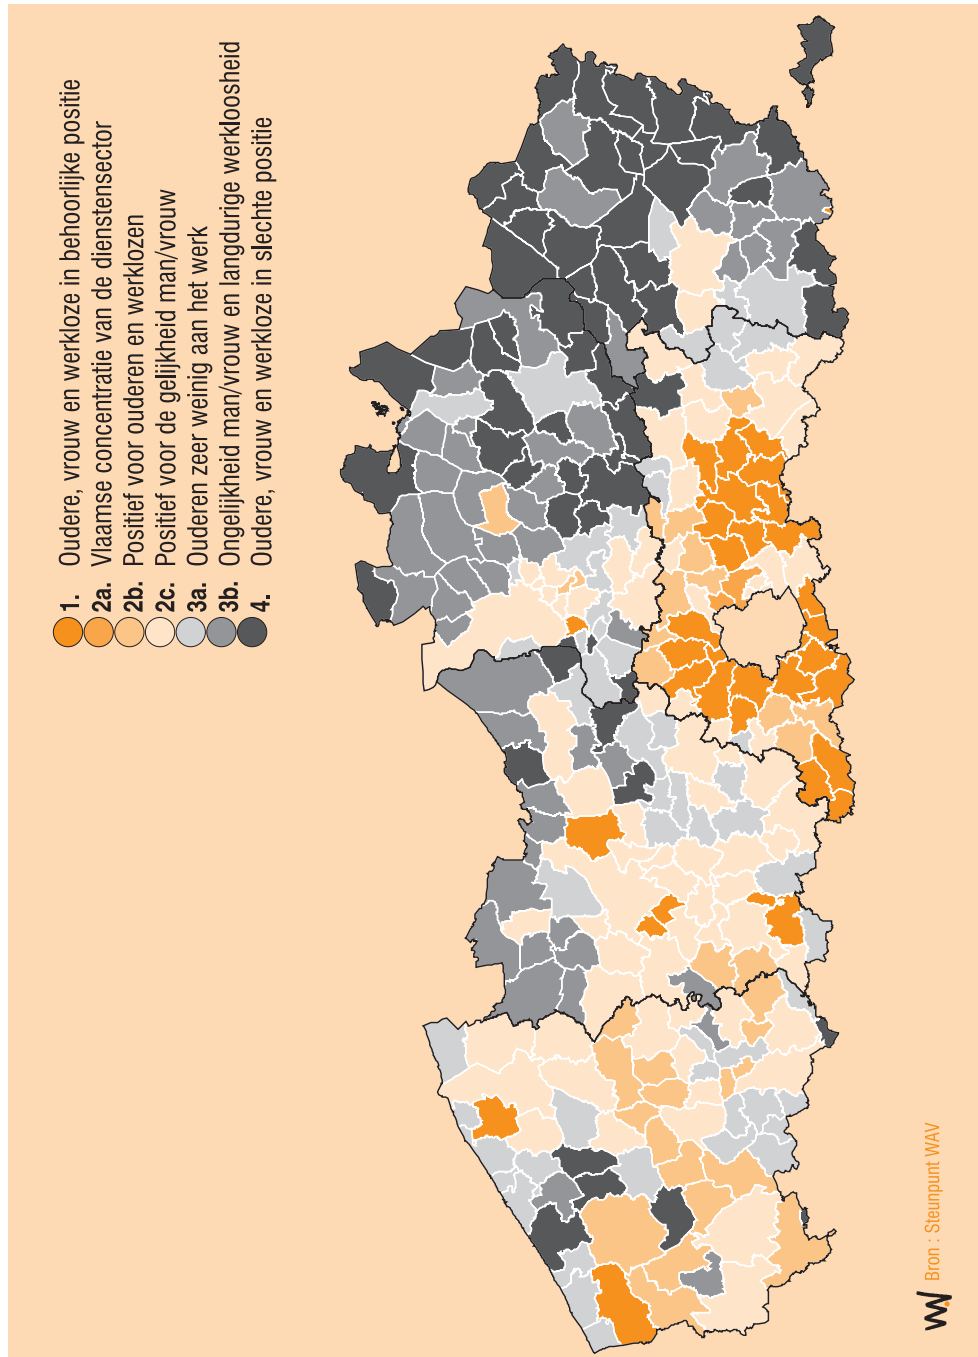 1. Oudere, vrouw en werkloze in behoorlijke positie
2a. Vlaamse concentratie van de dienstensector
2b. Positief voor ouderen en werklozen
2c. Positief voor de gelijkheid man/vrouw
3a. Ouderen zeer weinig aan het werk
3b. Ongelijkheid man/vrouw en langdurige werkloosheid
4. Oudere, vrouw en werkloze in slechte positie
WAV Bron : Steunpunt WAV